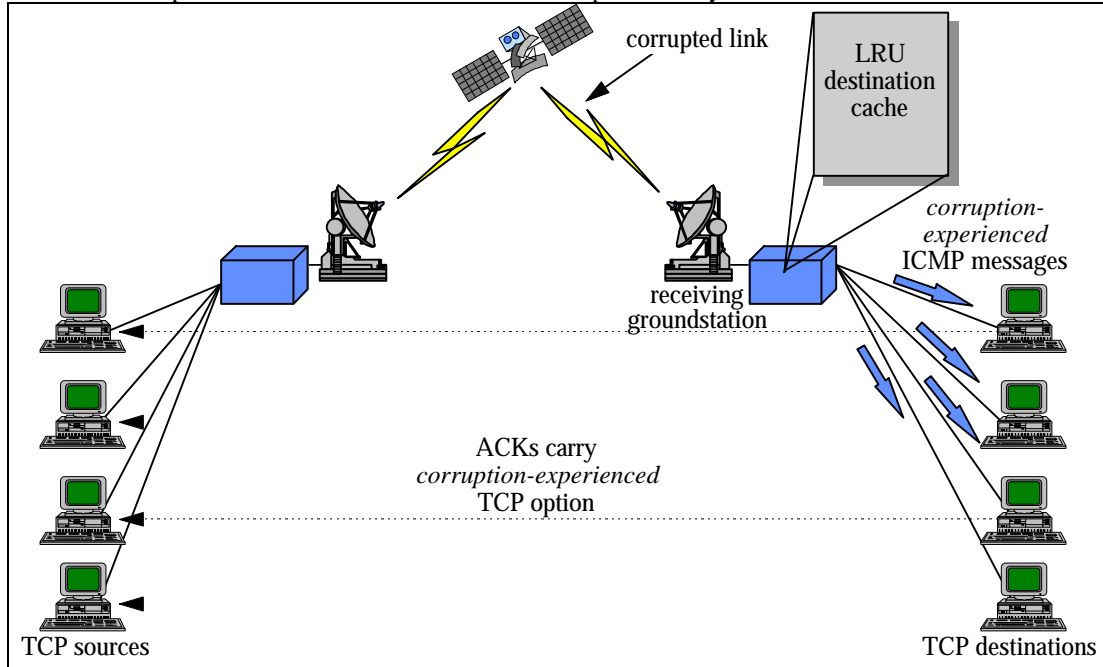 corrupted link
LRU
destination
cache
corruption-
experienced
ICMP messages
receiving
groundstation
ACKs carry
corruption-experienced
TCP option
TCP sources
TCP destinations